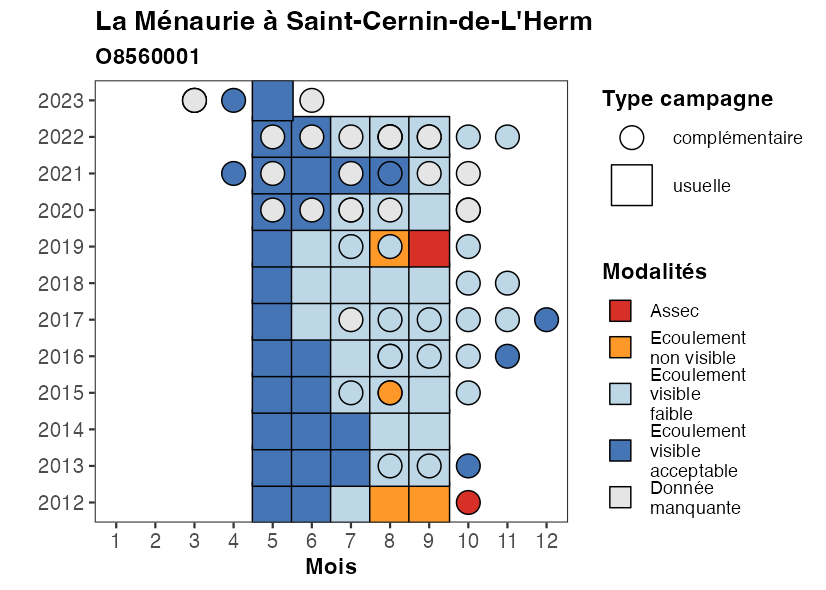 La Ménaurie à Saint-Cernin-de-L'Herm
O8560001
2023
2022
2021
2020
2019
2018
2017
2016
2015
2014
2013
2012
1 2 3 4 5 6 7 8 9 10 11 12
Mois
Type campagne
complémentaire
usuelle
Modalités
Assec
Ecoulement
non visible
Ecoulement
visible
faible
Ecoulement
visible
acceptable
Donnée
manquante